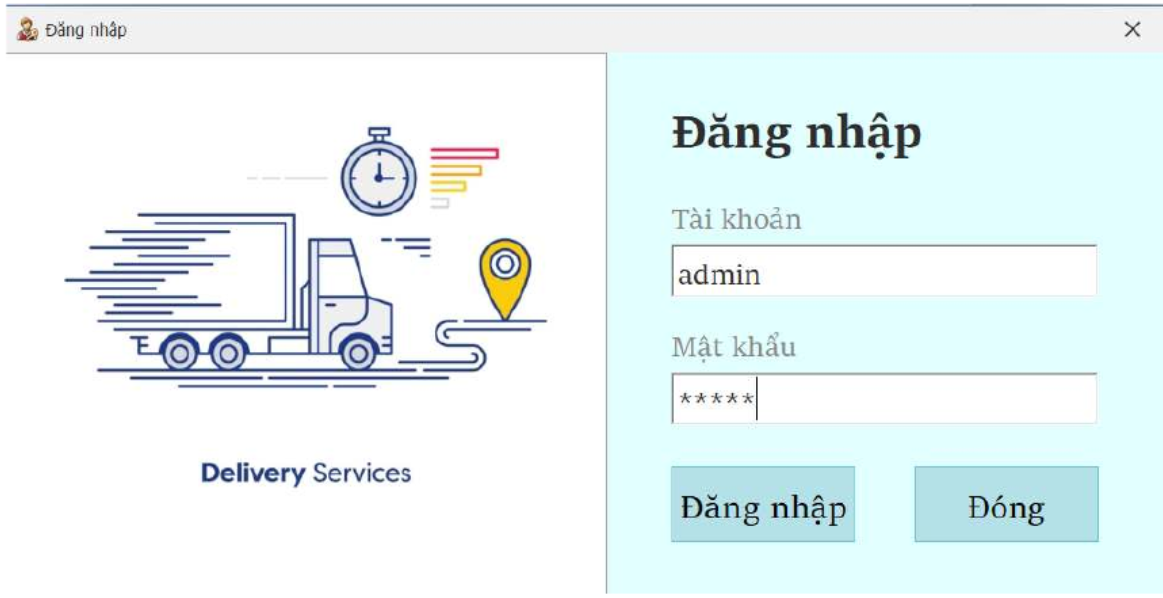 Đăng nhập
Đăng nhập
Tài khoản
admin
Mật khẩu
*****
Đăng nhập
Đóng
Delivery Services